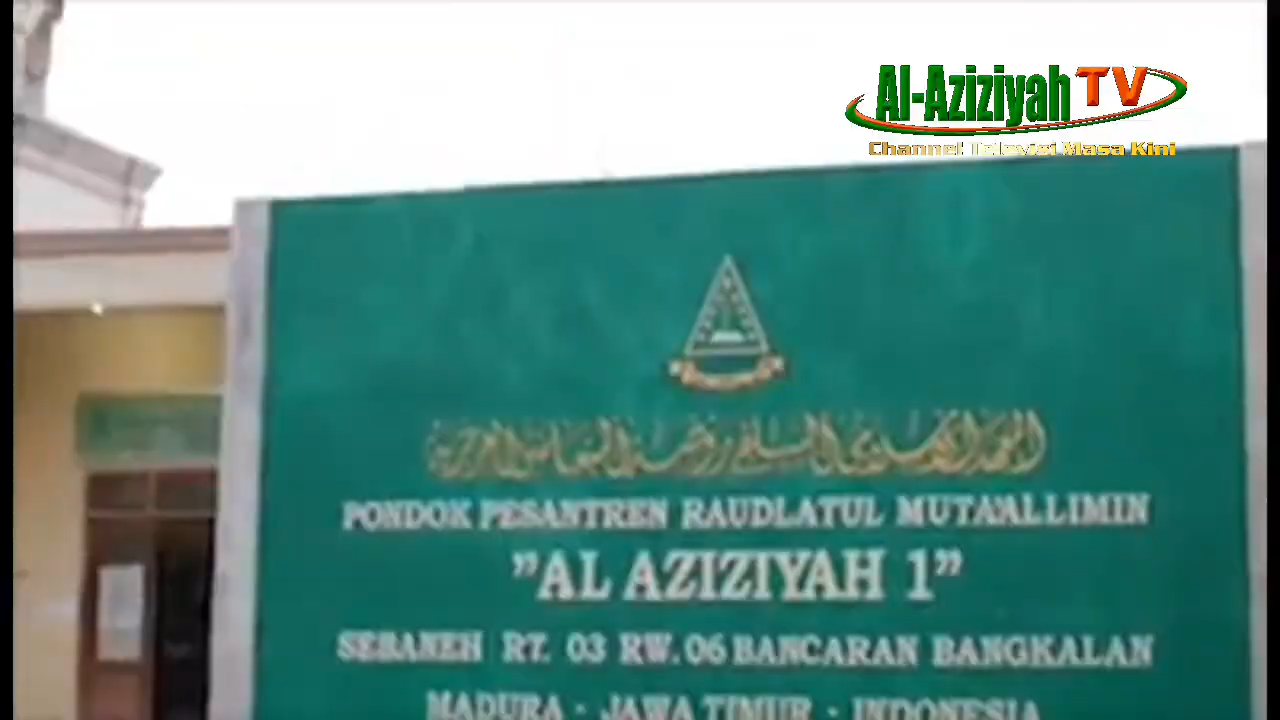 Al-Aziziyah TV
Channel Televisi Masa Kini
PONDOK PESANTREN RAUDLATUL MUTA'ALLIMIN
"AL AZIZIYAH 1"
SEBANEH RT. 03 RW. 06 BANCARAN BANGKALAN
MADURA - JAWA TIMUR - INDONESIA